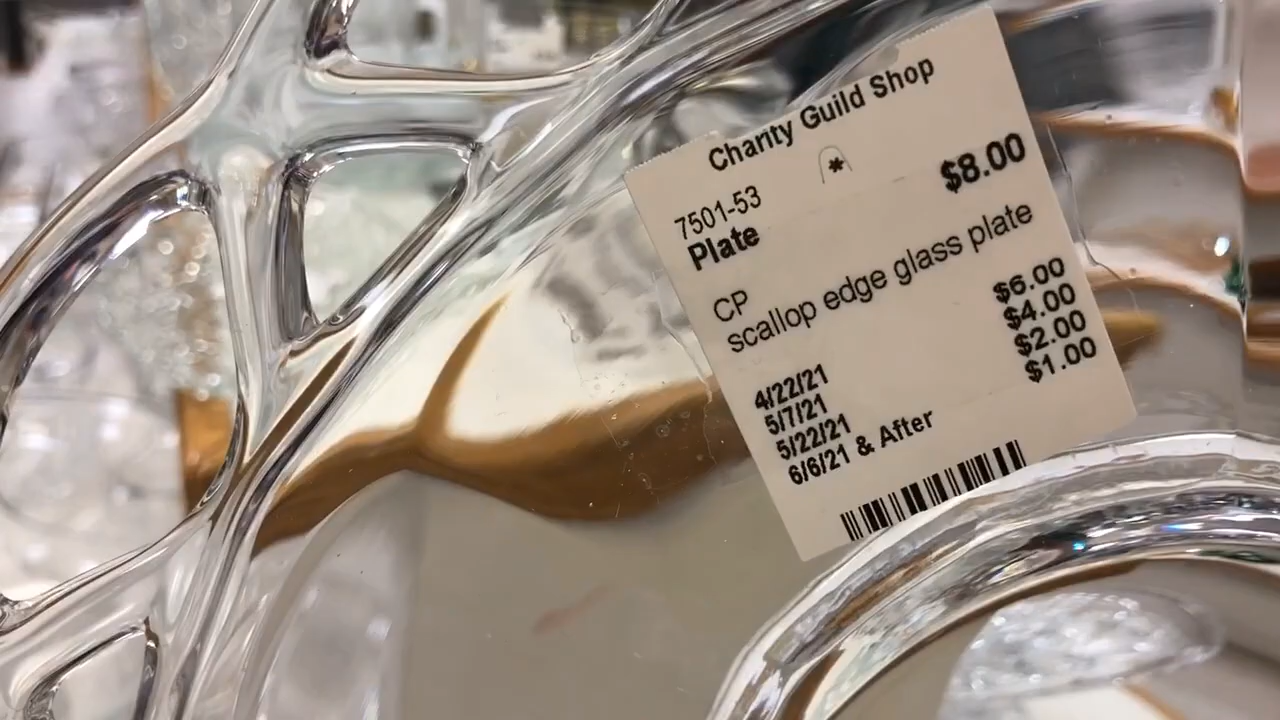 Charity Guild Shop
*
7501-53 $8.00
Plate
CP
scallop edge glass plate
4/22/21 $6.00
5/7/21 $4.00
5/22/21 $2.00
6/6/21 & After $1.00